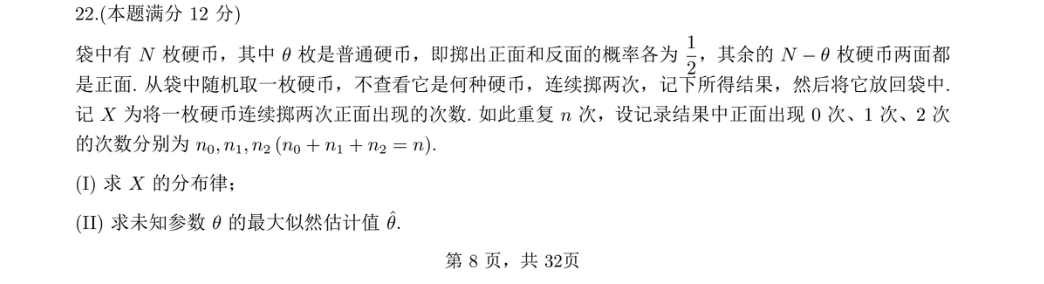 22.(本题满分 12 分)
袋中有 N 枚硬币，其中 θ 枚是普通硬币，即掷出正面和反面的概率各为 1/2，其余的 N − θ 枚硬币两面都
是正面. 从袋中随机取一枚硬币，不查看它是何种硬币，连续掷两次，记下所得结果，然后将它放回袋中.
记 X 为将一枚硬币连续掷两次正面出现的次数. 如此重复 n 次，设记录结果中正面出现 0 次、1 次、2 次
的次数分别为 n₀, n₁, n₂ (n₀ + n₁ + n₂ = n).
(I) 求 X 的分布律；
(II) 求未知参数 θ 的最大似然估计值 θ̂.
第 8 页，共 32页